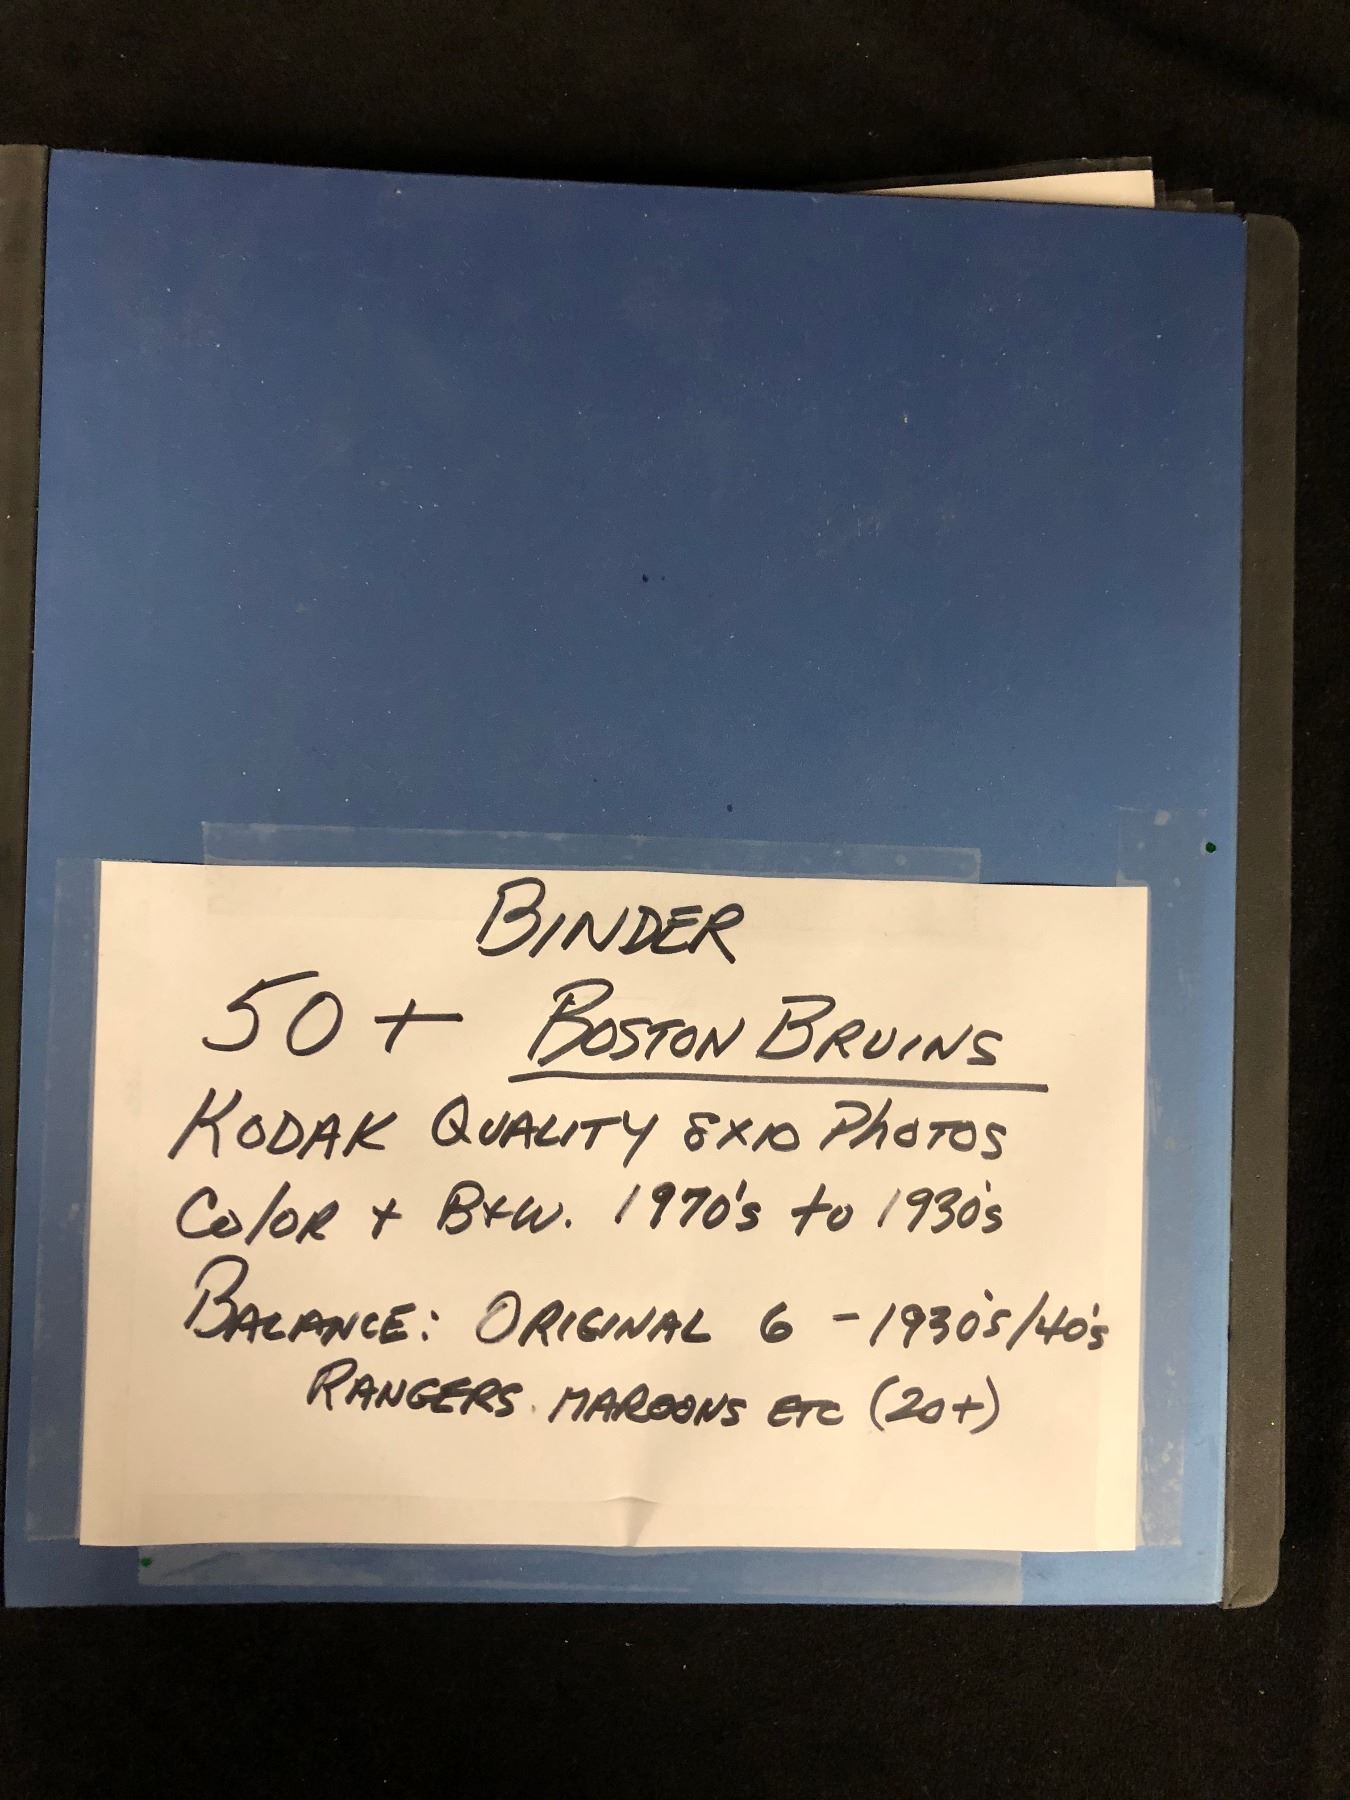 BINDER
50+ BOSTON BRUINS
KODAK QUALITY 8X10 PHOTOS
COLOR + B+W. 1970's to 1930's
BALANCE: ORIGINAL 6 - 1930's/40's
RANGERS. MAROONS ETC (20+)